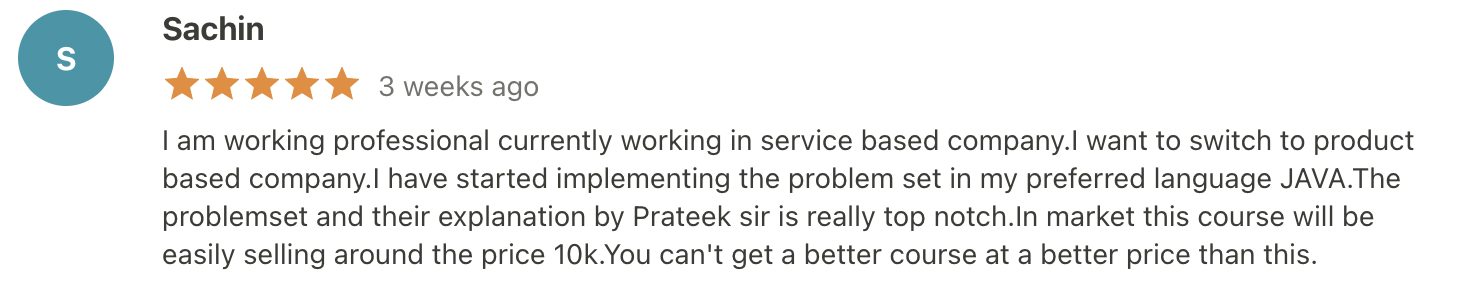 S
Sachin
3 weeks ago
I am working professional currently working in service based company.I want to switch to product
based company.I have started implementing the problem set in my preferred language JAVA.The
problemset and their explanation by Prateek sir is really top notch.In market this course will be
easily selling around the price 10k.You can't get a better course at a better price than this.